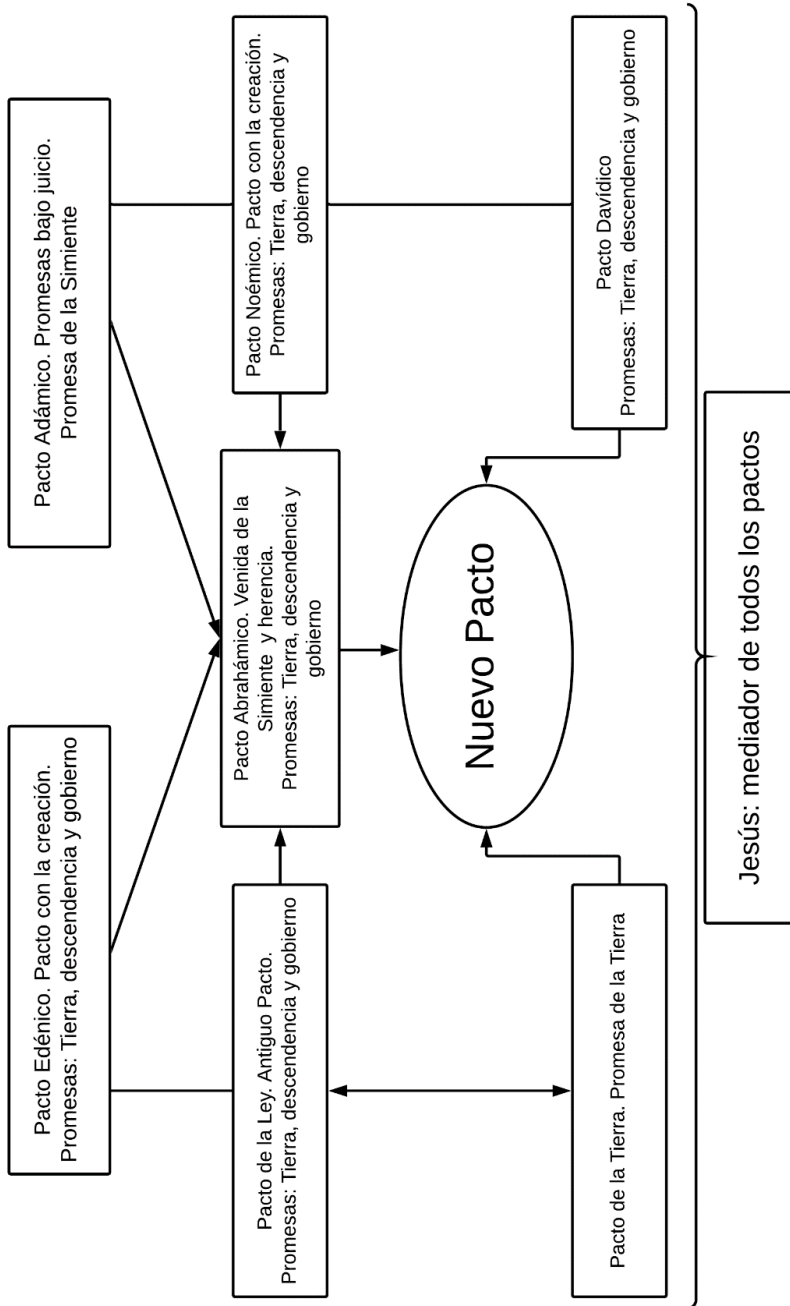 Pacto Edénico. Pacto con la creación.
Promesas: Tierra, descendencia y gobierno
Pacto Adámico. Promesas bajo juicio.
Promesa de la Simiente
Pacto de la Ley. Antiguo Pacto.
Promesas: Tierra, descendencia y gobierno
Pacto Abrahámico. Venida de la
Simiente y herencia.
Promesas: Tierra, descendencia y
gobierno
Pacto Noémico. Pacto con la creación.
Promesas: Tierra, descendencia y
gobierno
Nuevo Pacto
Pacto de la Tierra. Promesa de la Tierra
Pacto Davídico
Promesas: Tierra, descendencia y gobierno
Jesús: mediador de todos los pactos